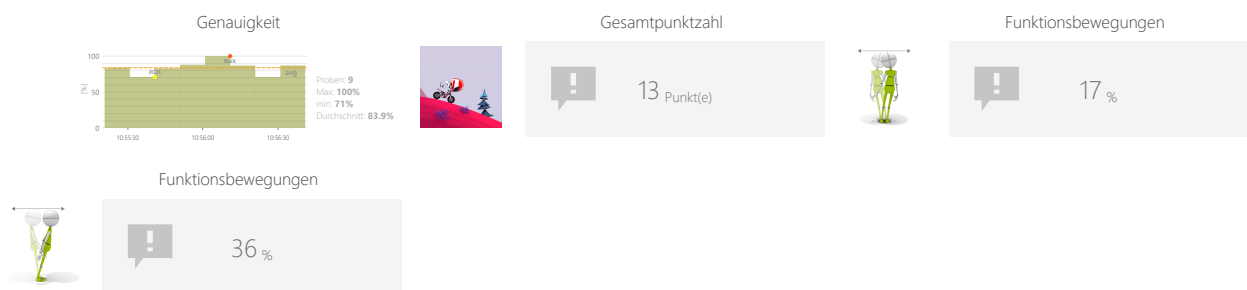 Genauigkeit
100
50
0
(%)
min
max
avg
10:55:30
10:56:00
10:56:30
Proben: 9
Max: 100%
min: 71%
Durchschnitt: 83.9%
Gesamtpunktzahl
13 Punkt(e)
Funktionsbewegungen
17 %
Funktionsbewegungen
36 %